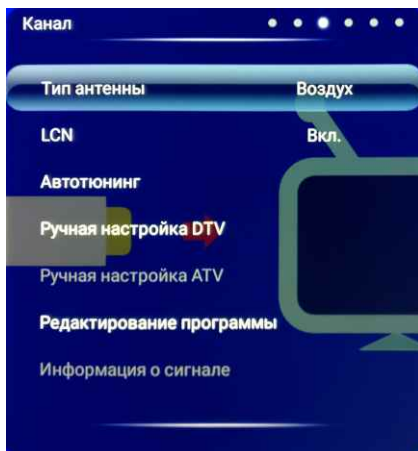 Канал
Тип антенны Воздух
LCN Вкл.
Автотюнинг
Ручная настройка DTV
Ручная настройка ATV
Редактирование программы
Информация о сигнале